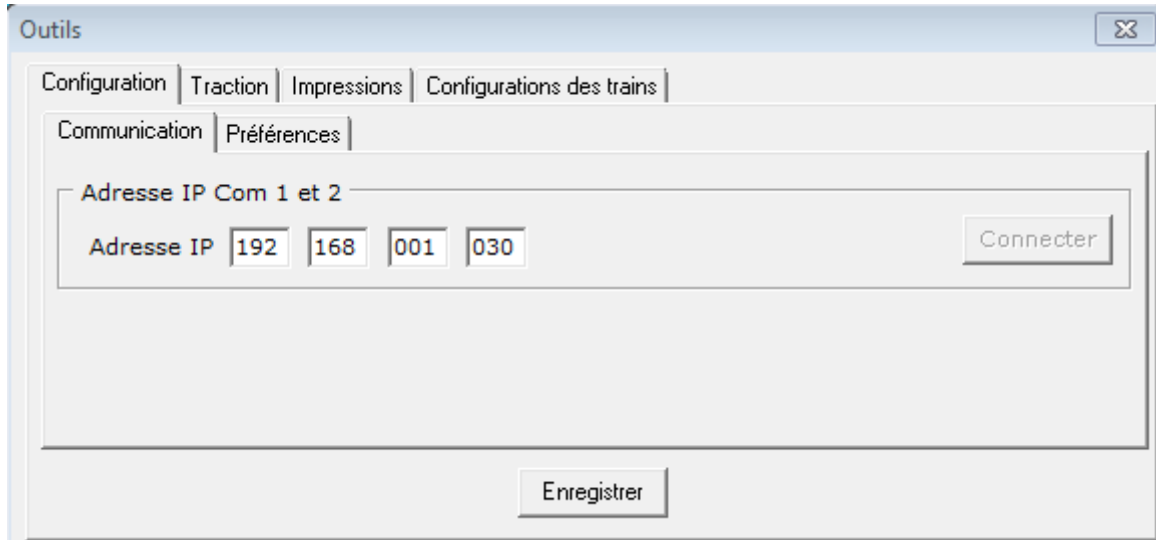 Outils
Configuration Traction Impressions Configurations des trains
Communication Préférences
Adresse IP Com 1 et 2
Adresse IP 192 168 001 030 Connecter
Enregistrer